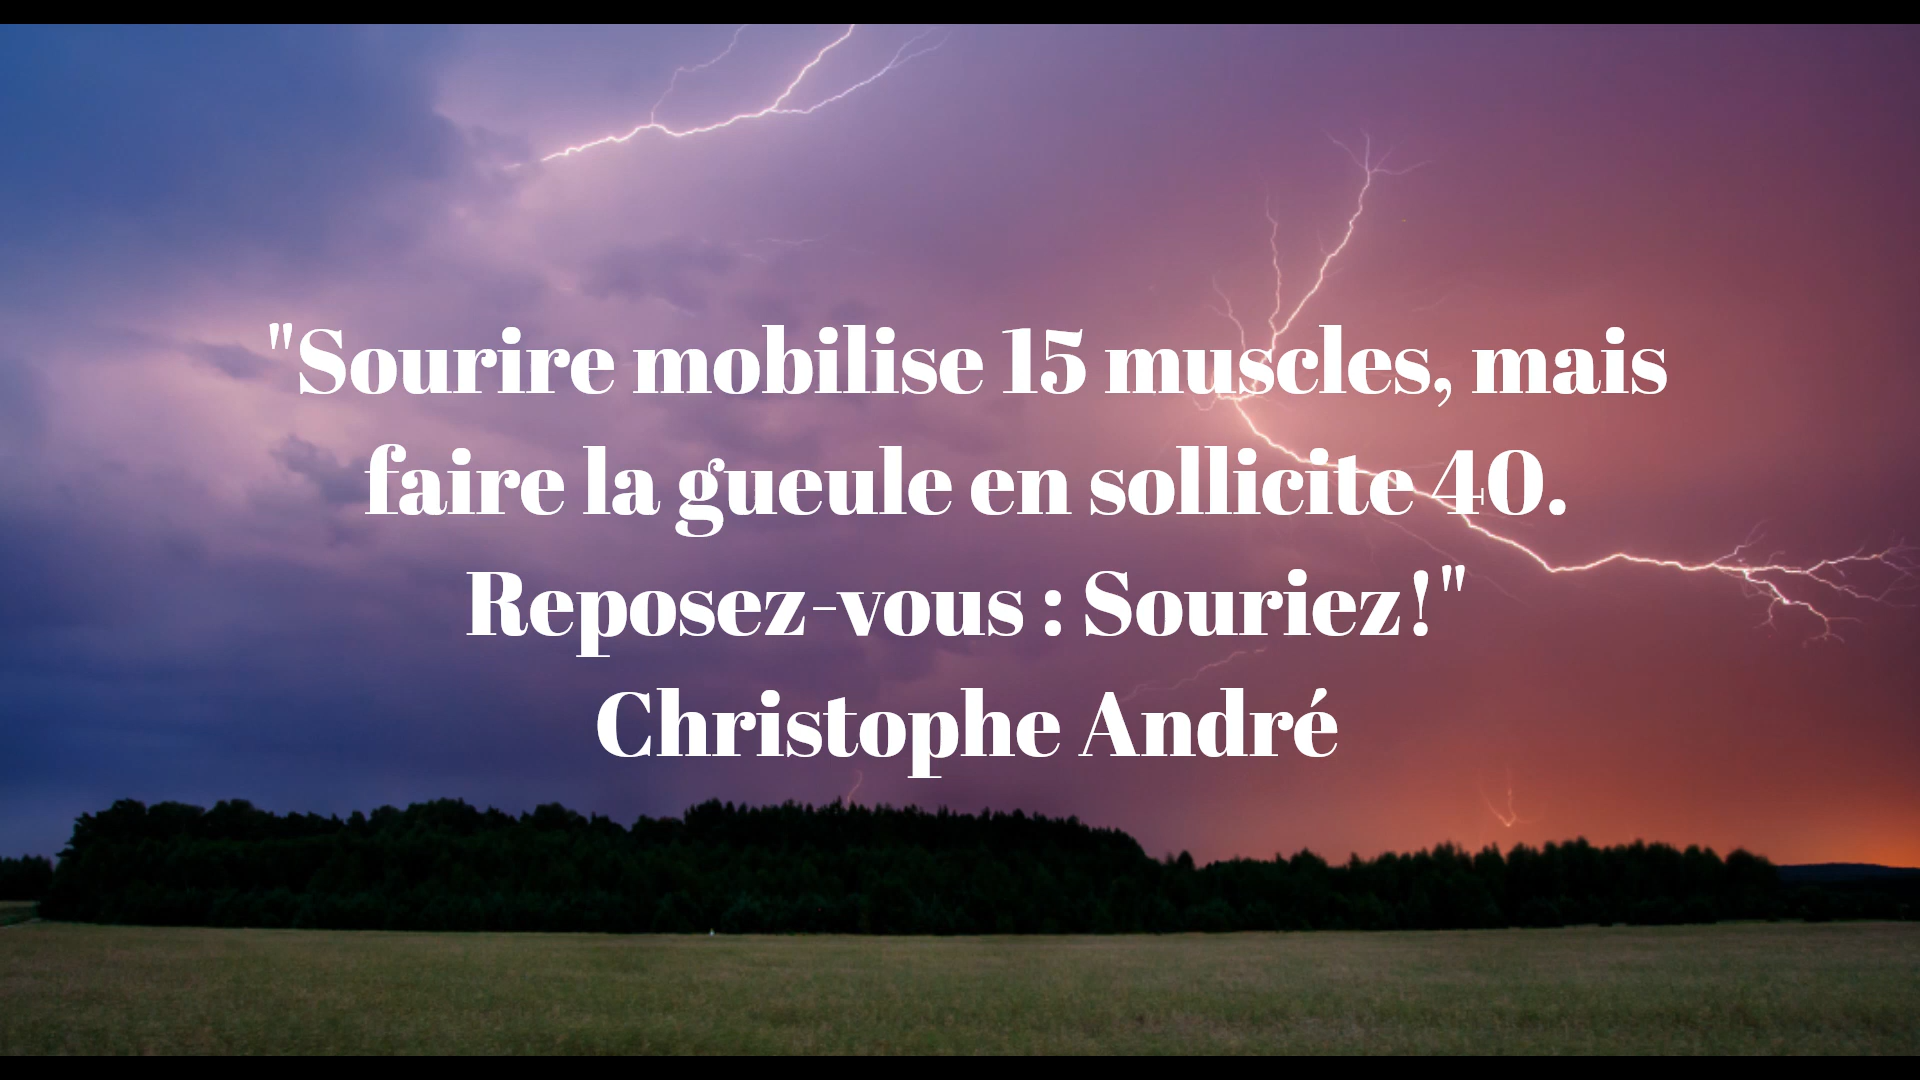 "Sourire mobilise 15 muscles, mais
faire la gueule en sollicite 40.
Reposez-vous : Souriez!"
Christophe André